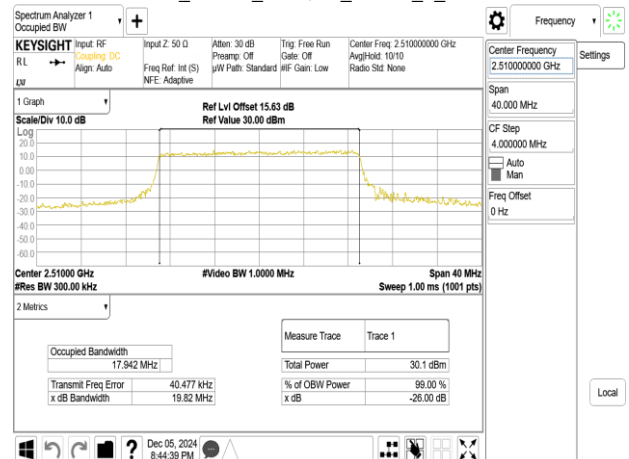 Spectrum Analyzer 1
Occupied BW
Frequency
KEYSIGHT
RL
LXI
Input: RF
Coupling: DC
Align: Auto
Input Z: 50 Ω
Freq Ref: Int (S)
NFE: Adaptive
Atten: 30 dB
Preamp: Off
µW Path: Standard
Trig: Free Run
Gate: Off
#IF Gain: Low
Center Freq: 2.510000000 GHz
Avg|Hold: 10/10
Radio Std: None
Center Frequency
2.510000000 GHz
Settings
Span
40.000 MHz
CF Step
4.000000 MHz
Auto
Man
Freq Offset
0 Hz
1 Graph
Scale/Div 10.0 dB
Ref Lvl Offset 15.63 dB
Ref Value 30.00 dBm
Log
20.0
10.0
0.00
-10.0
-20.0
-30.0
-40.0
-50.0
-60.0
Center 2.51000 GHz
#Video BW 1.0000 MHz
Span 40 MHz
#Res BW 300.00 kHz
Sweep 1.00 ms (1001 pts)
2 Metrics
Measure Trace
Trace 1
Occupied Bandwidth
17.942 MHz
Total Power
30.1 dBm
Transmit Freq Error
40.477 kHz
% of OBW Power
99.00 %
x dB Bandwidth
19.82 MHz
x dB
-26.00 dB
Local
?
Dec 05, 2024
8:44:39 PM